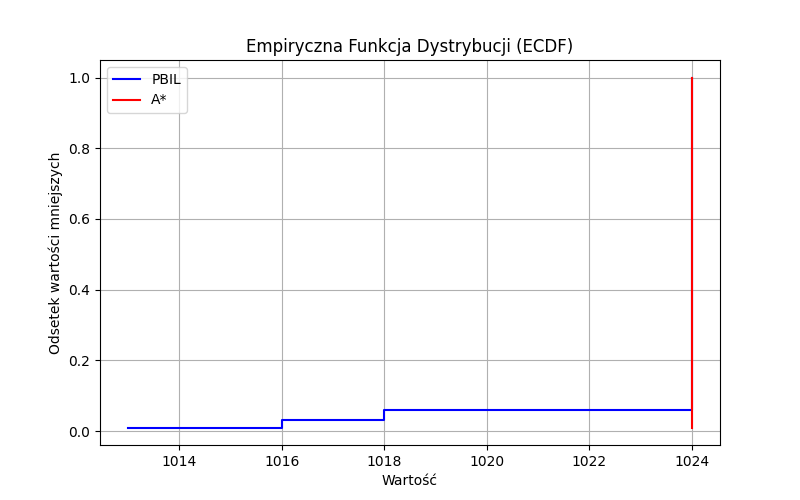 Empiryczna Funkcja Dystrybucji (ECDF)
PBIL
A*
1.0
0.8
0.6
0.4
0.2
0.0
Odsetek wartości mniejszych
1014 1016 1018 1020 1022 1024
Wartość